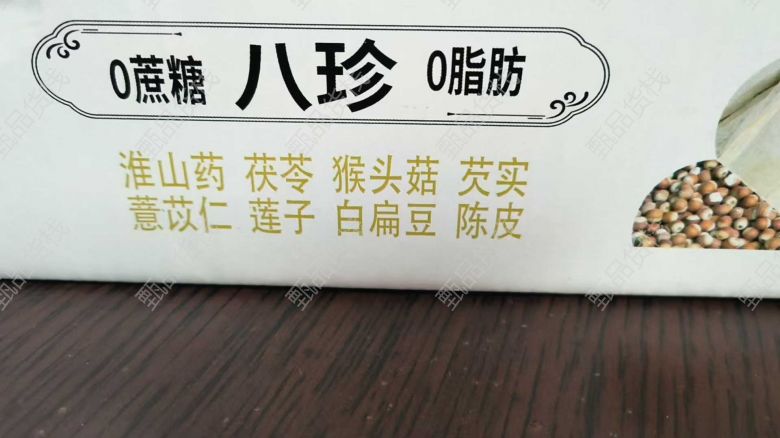 0蔗糖 八珍 0脂肪
淮山药 茯苓 猴头菇 芡实
薏苡仁 莲子 白扁豆 陈皮